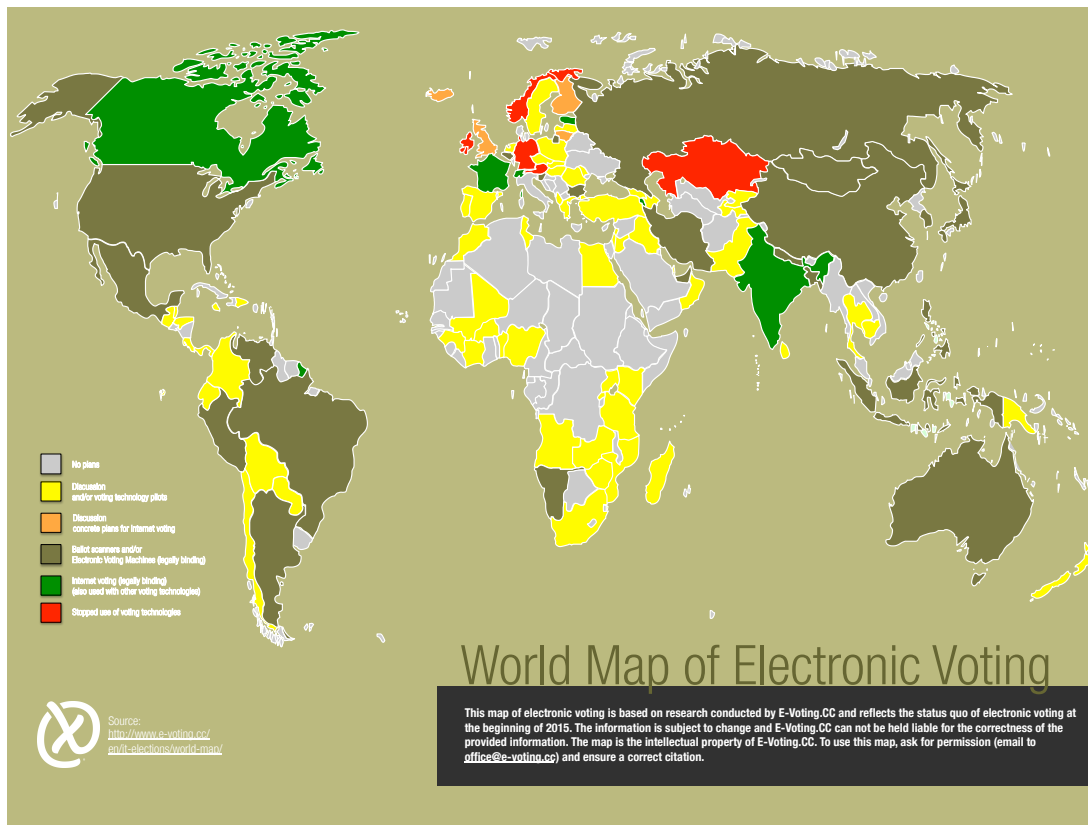 No plans
Discussion
and/or voting technology pilots
Discussion
concrete plans for Internet voting
Ballot scanners and/or
Electronic Voting Machines (legally binding)
Internet voting (legally binding)
(also used with other voting technologies)
Stopped use of voting technologies
World Map of Electronic Voting
This map of electronic voting is based on research conducted by E-Voting.CC and reflects the status quo of electronic voting at
the beginning of 2015. The information is subject to change and E-Voting.CC can not be held liable for the correctness of the
provided information. The map is the intellectual property of E-Voting.CC. To use this map, ask for permission (email to
office@e-voting.cc) and ensure a correct citation.
Source:
http://www.e-voting.cc/
en/it-elections/world-map/